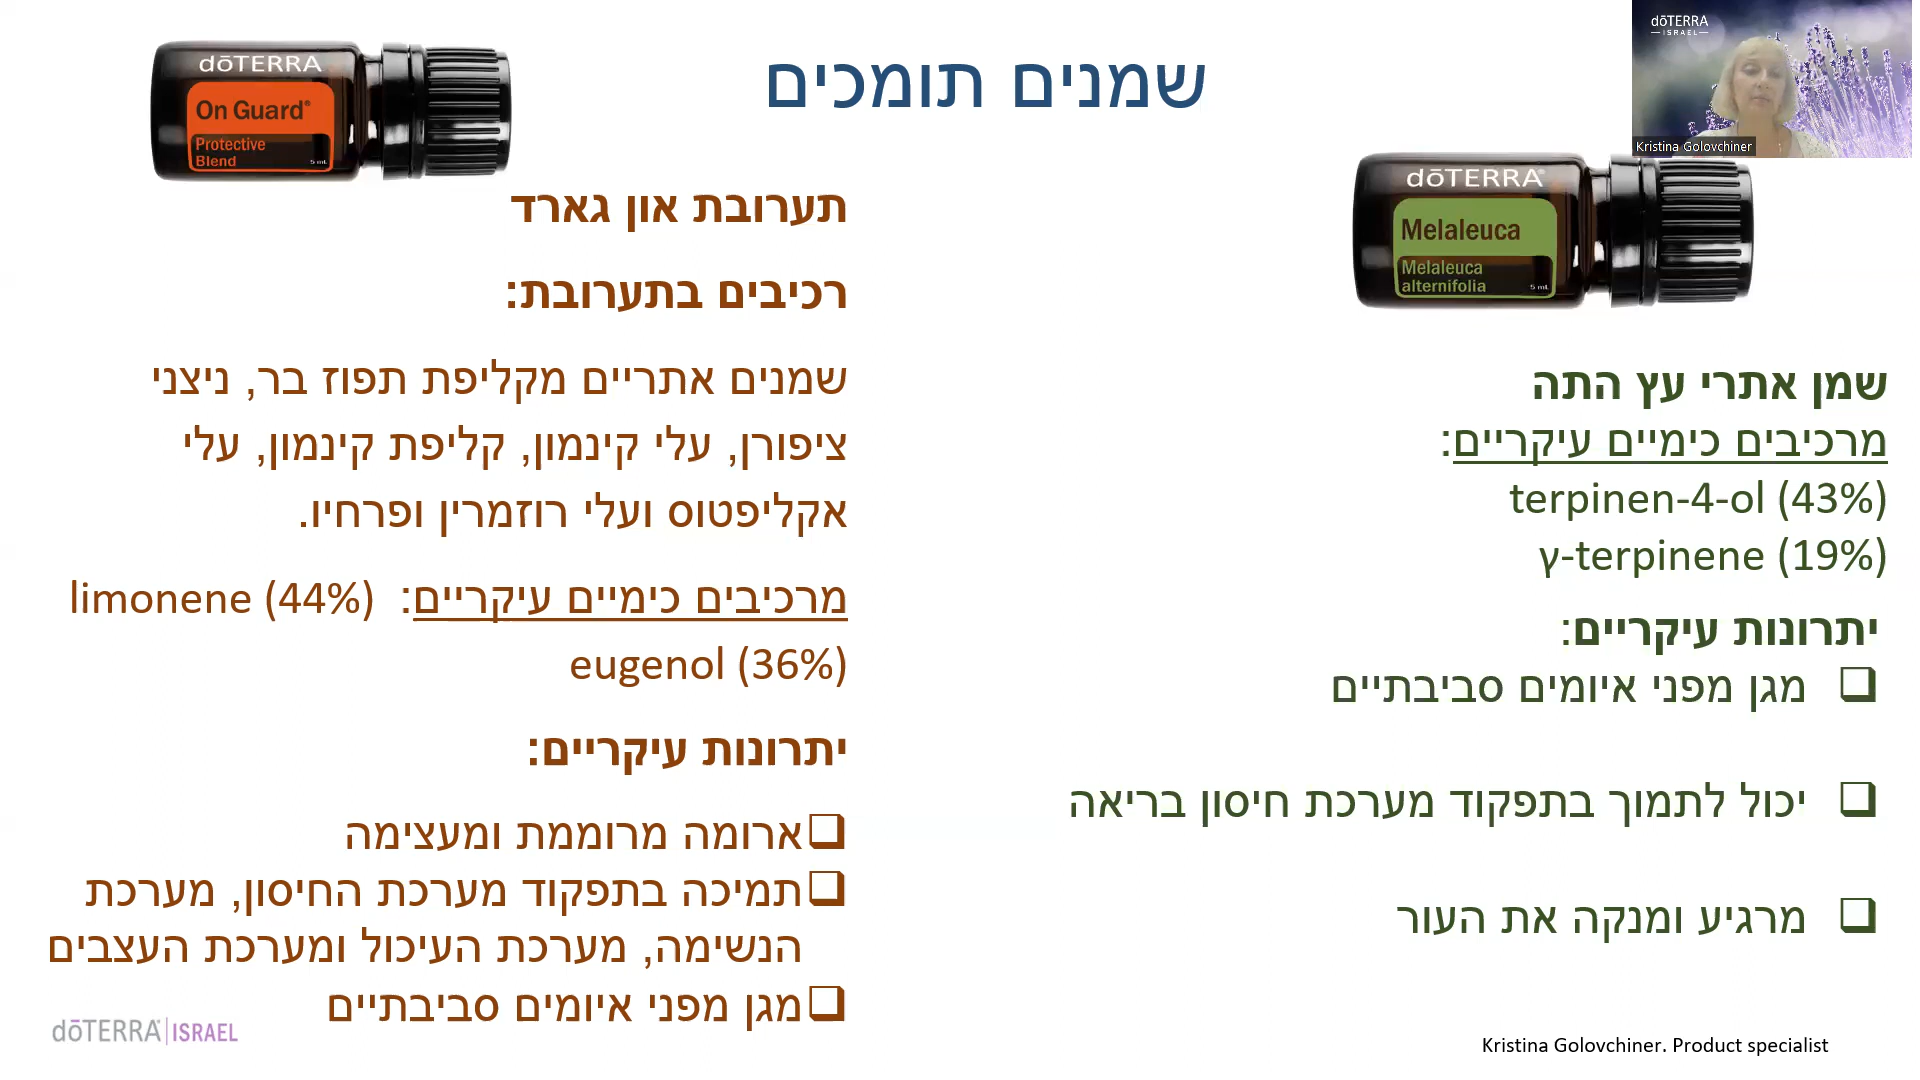 שמנים תומכים
dōTERRA
ISRAEL
Kristina Golovchiner
dōTERRA
Melaleuca
Melaleuca
alternifolia
5 mL
שמן אתרי עץ התה
מרכיבים כימיים עיקריים:
terpinen-4-ol (43%)
γ-terpinene (19%)
יתרונות עיקריים:
מגן מפני איומים סביבתיים
יכול לתמוך בתפקוד מערכת חיסון בריאה
מרגיע ומנקה את העור
dōTERRA
On Guard®
Protective
Blend
5 mL
תערובת און גארד
רכיבים בתערובת:
שמנים אתריים מקליפת תפוז בר, ניצני
ציפורן, עלי קינמון, קליפת קינמון, עלי
אקליפטוס ועלי רוזמרין ופרחיו.
מרכיבים כימיים עיקריים: limonene (44%)
eugenol (36%)
יתרונות עיקריים:
ארומה מרוממת ומעצימה
תמיכה בתפקוד מערכת החיסון, מערכת
הנשימה, מערכת העיכול ומערכת העצבים
מגן מפני איומים סביבתיים
dōTERRA ISRAEL
Kristina Golovchiner. Product specialist